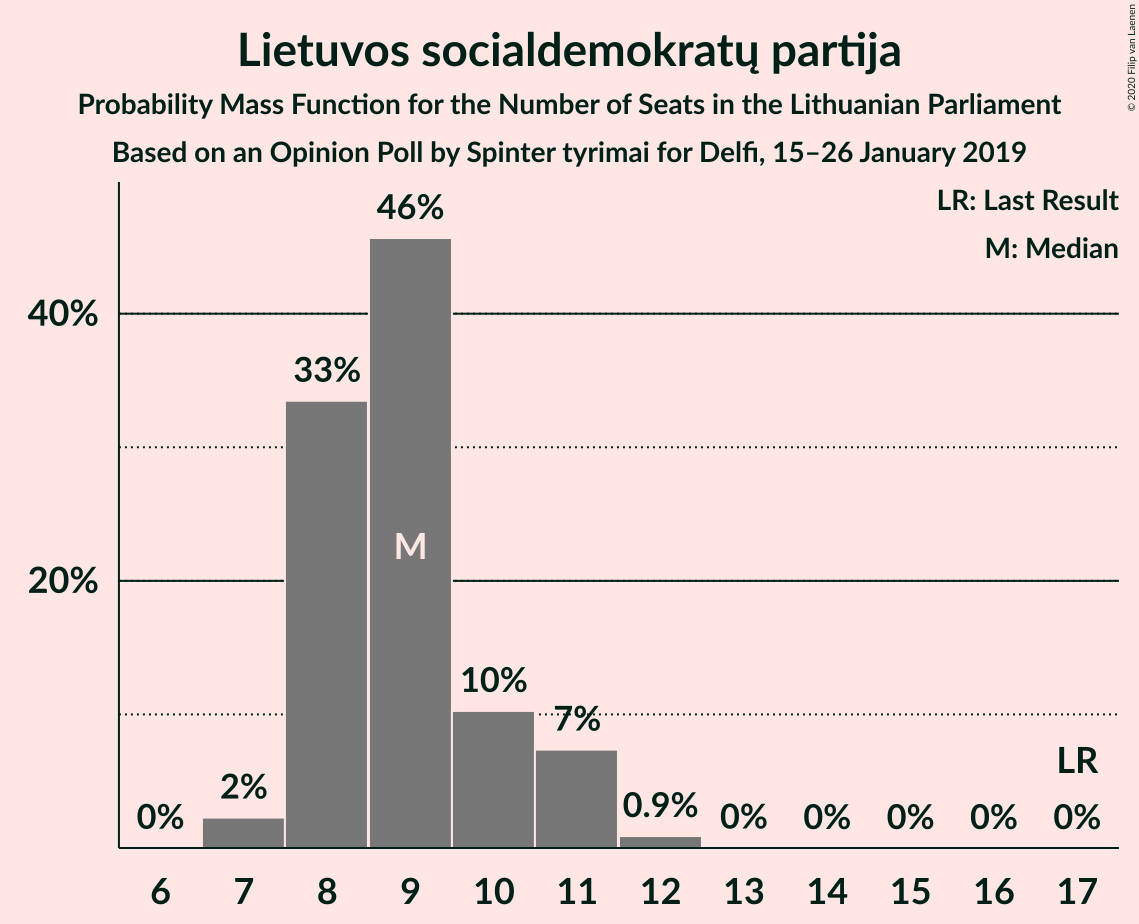 Lietuvos socialdemokratų partija
Probability Mass Function for the Number of Seats in the Lithuanian Parliament
Based on an Opinion Poll by Spinter tyrimai for Delfi, 15–26 January 2019
© 2020 Filip van Laenen
LR: Last Result
M: Median
46%
40%
33%
M
20%
10%
7%
LR
2%
0%
0.9%
0%
0%
0%
0%
0%
6 7 8 9 10 11 12 13 14 15 16 17